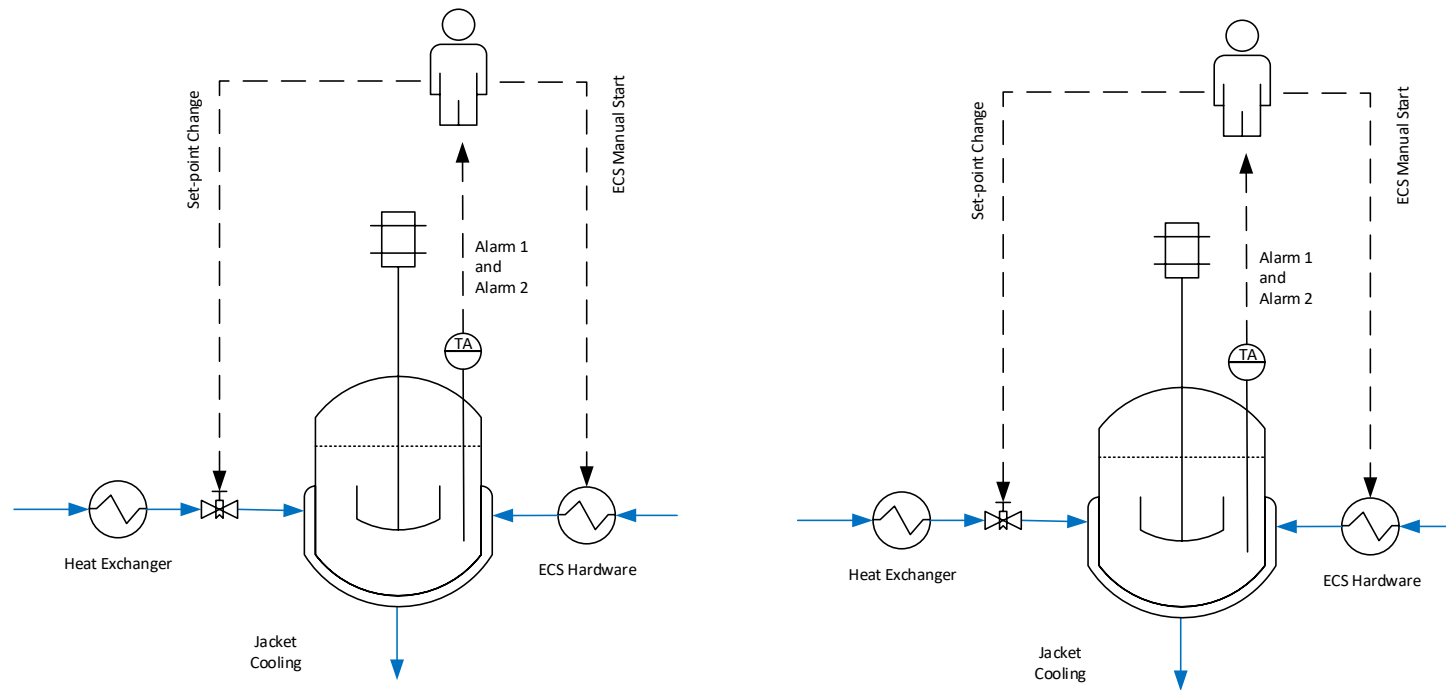 Set-point Change
ECS Manual Start
Alarm 1
and
Alarm 2
TA
Heat Exchanger
ECS Hardware
Jacket
Cooling
Set-point Change
ECS Manual Start
Alarm 1
and
Alarm 2
TA
Heat Exchanger
ECS Hardware
Jacket
Cooling